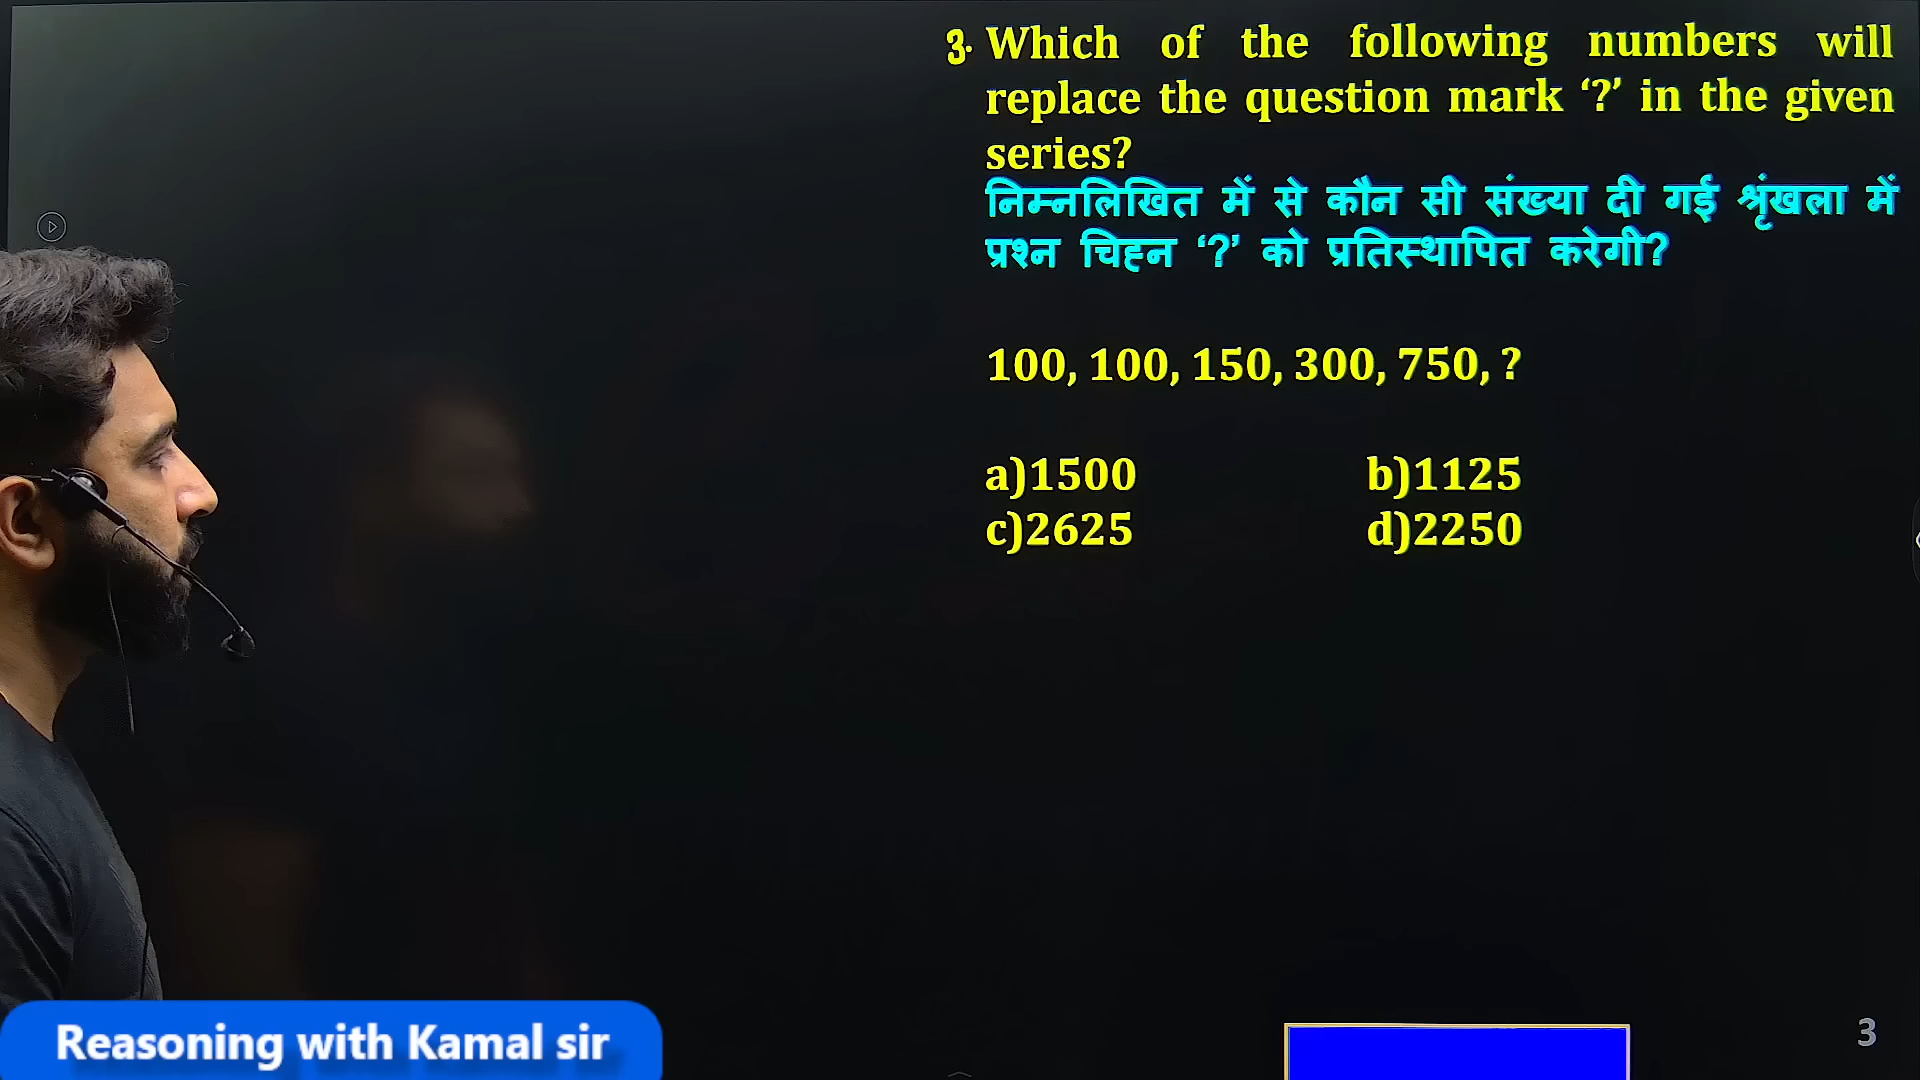 3. Which of the following numbers will
replace the question mark ‘?’ in the given
series?
निम्नलिखित में से कौन सी संख्या दी गई श्रृंखला में
प्रश्न चिह्न ‘?’ को प्रतिस्थापित करेगी?
100, 100, 150, 300, 750, ?
a)1500 b)1125
c)2625 d)2250
Reasoning with Kamal sir
3